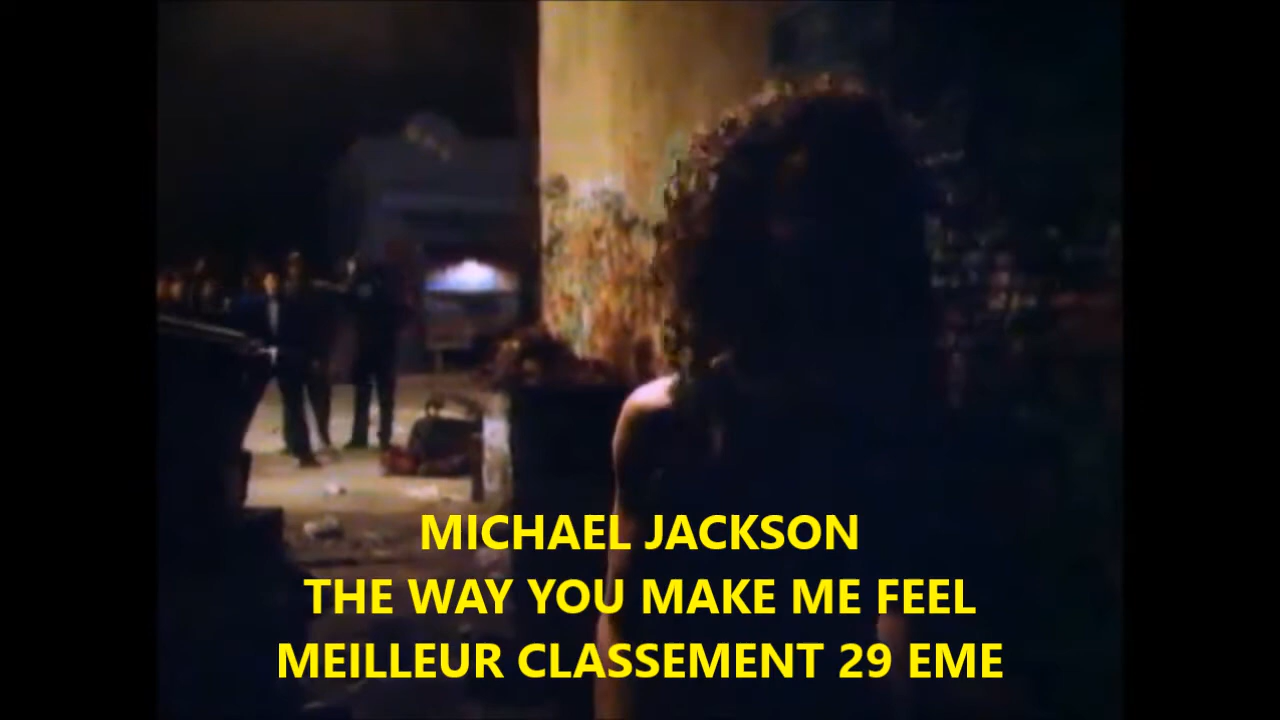 MICHAEL JACKSON
THE WAY YOU MAKE ME FEEL
MEILLEUR CLASSEMENT 29 EME